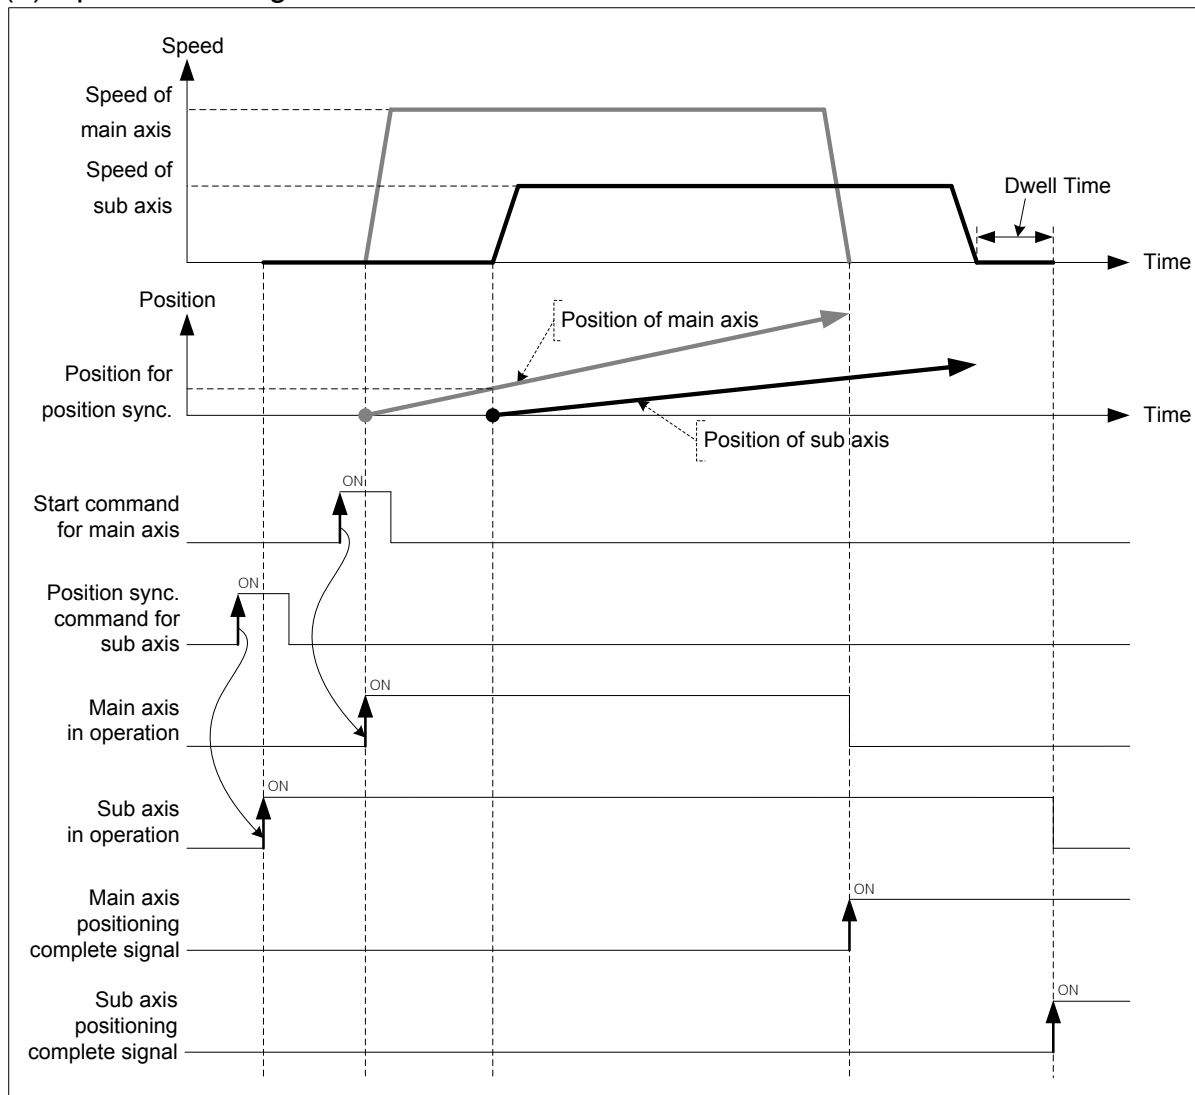 Speed
Speed of
main axis
Speed of
sub axis
Dwell Time
Time
Position
Position of main axis
Position for
position sync.
Time
Position of sub axis
ON
Start command
for main axis
ON
Position sync.
command for
sub axis
ON
Main axis
in operation
ON
Sub axis
in operation
ON
Main axis
positioning
complete signal
ON
Sub axis
positioning
complete signal